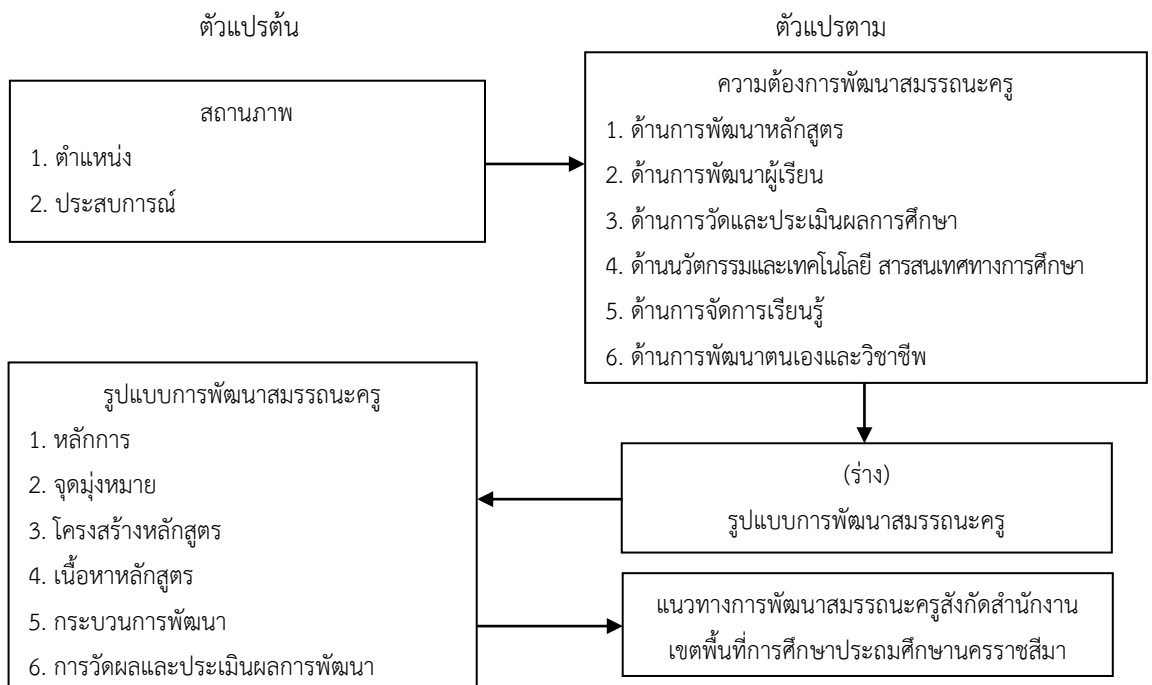 ตัวแปรต้น
ตัวแปรตาม
สถานภาพ
1. ตำแหน่ง
2. ประสบการณ์
ความต้องการพัฒนาสมรรถนะครู
1. ด้านการพัฒนาหลักสูตร
2. ด้านการพัฒนาผู้เรียน
3. ด้านการวัดและประเมินผลการศึกษา
4. ด้านนวัตกรรมและเทคโนโลยี สารสนเทศทางการศึกษา
5. ด้านการจัดการเรียนรู้
6. ด้านการพัฒนาตนเองและวิชาชีพ
(ร่าง)
รูปแบบการพัฒนาสมรรถนะครู
รูปแบบการพัฒนาสมรรถนะครู
1. หลักการ
2. จุดมุ่งหมาย
3. โครงสร้างหลักสูตร
4. เนื้อหาหลักสูตร
5. กระบวนการพัฒนา
6. การวัดผลและประเมินผลการพัฒนา
แนวทางการพัฒนาสมรรถนะครูสังกัดสำนักงาน
เขตพื้นที่การศึกษาประถมศึกษานครราชสีมา